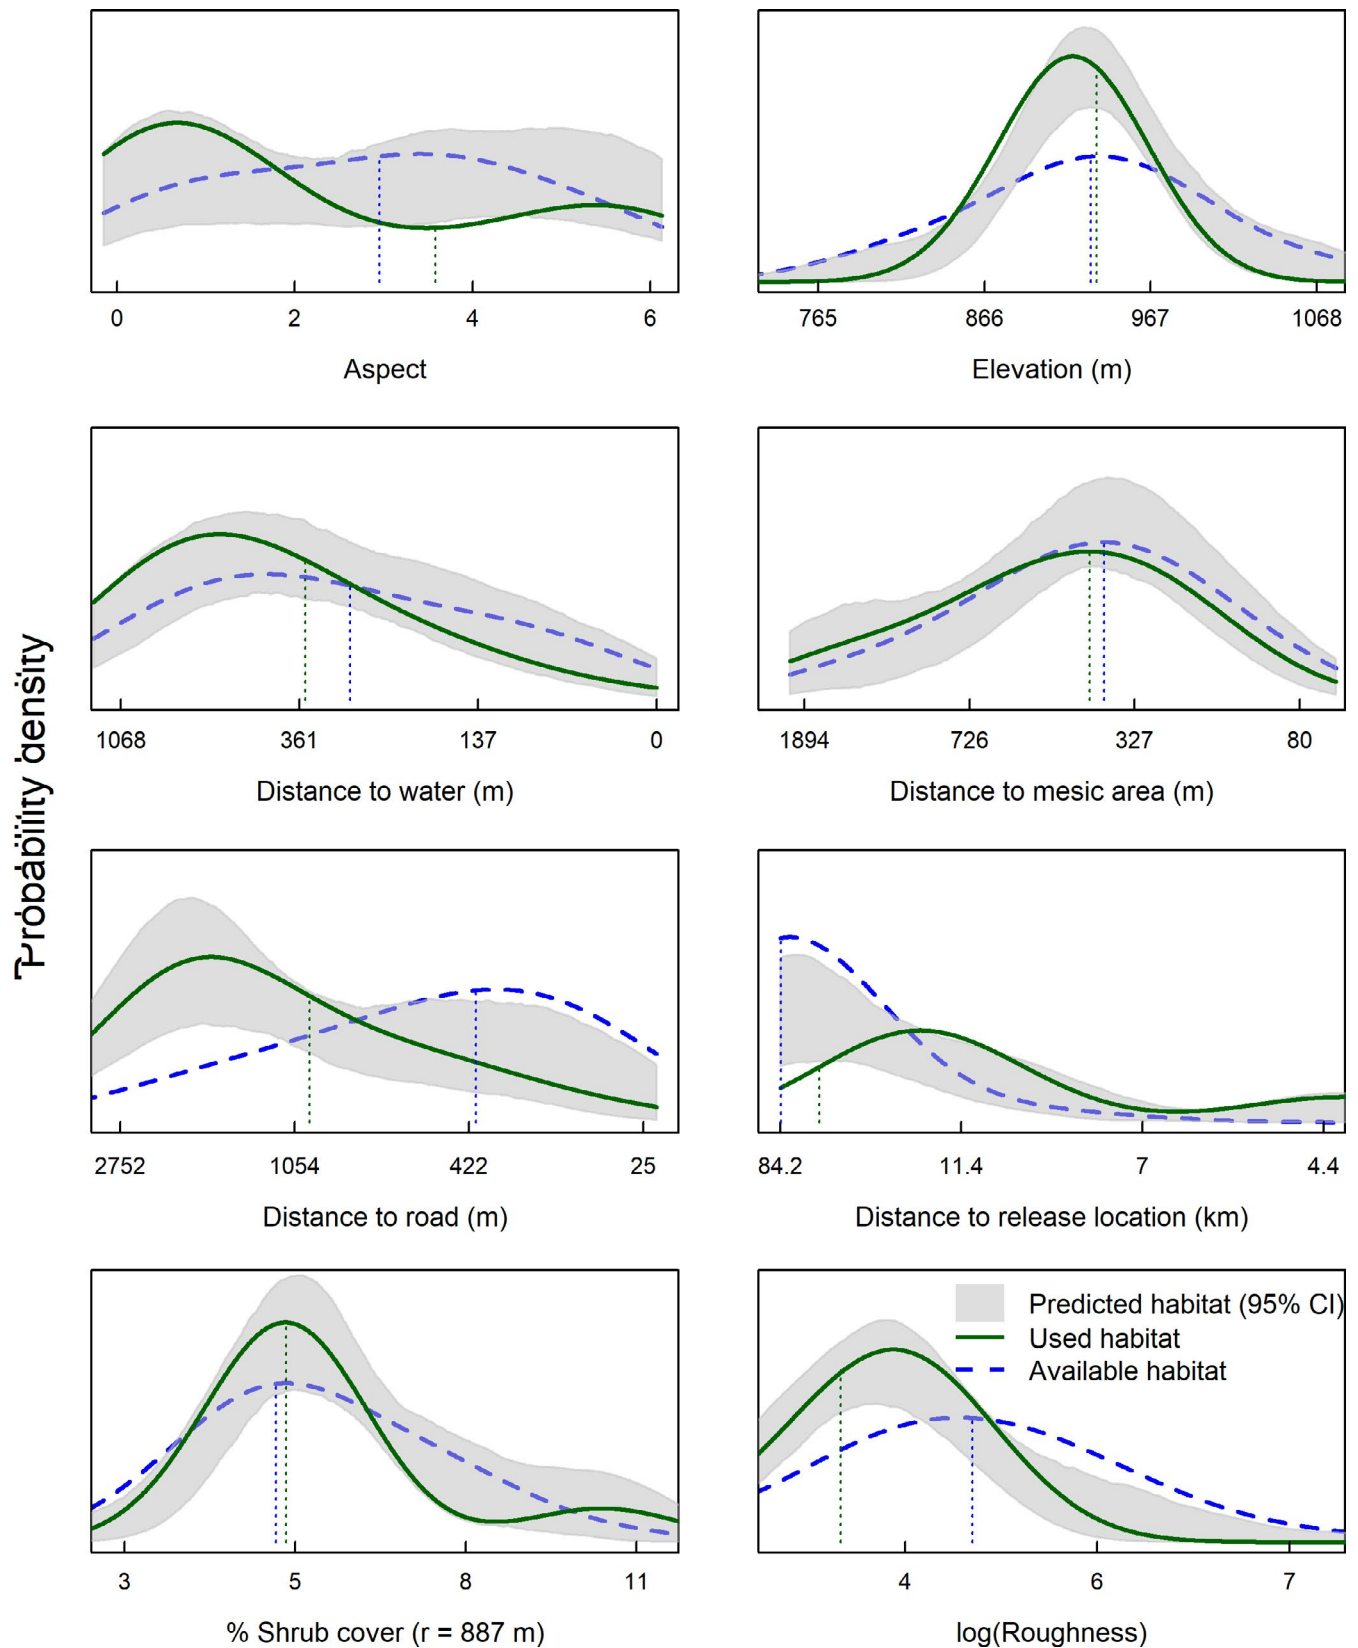 0 2 4 6
Aspect
765 866 967 1068
Elevation (m)
1068 361 137 0
Distance to water (m)
1894 726 327 80
Distance to mesic area (m)
Probability density
2752 1054 422 25
Distance to road (m)
84.2 11.4 7 4.4
Distance to release location (km)
3 5 8 11
% Shrub cover (r = 887 m)
Predicted habitat (95% CI)
Used habitat
Available habitat
4 6 7
log(Roughness)